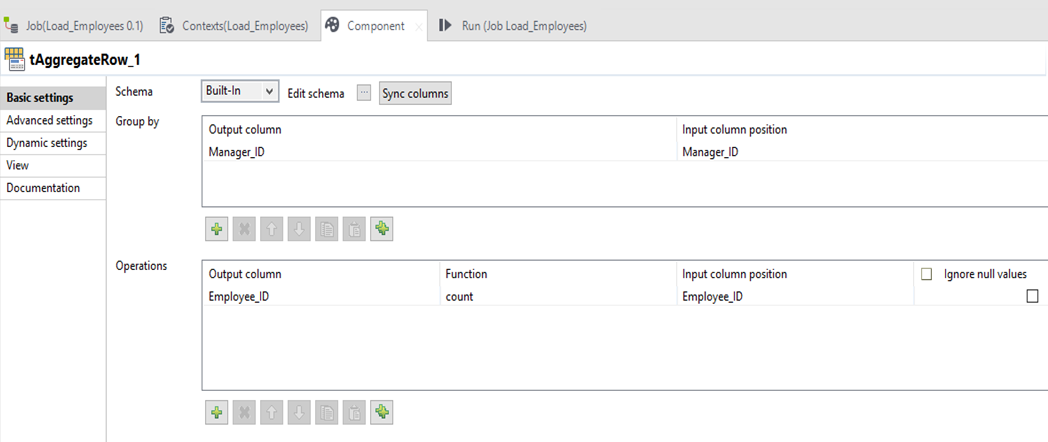 Job(Load_Employees 0.1) Contexts(Load_Employees) Component Run (Job Load_Employees)
tAggregateRow_1
Basic settings
Advanced settings
Dynamic settings
View
Documentation
Schema Built-In Edit schema ... Sync columns
Group by
Output column Input column position
Manager_ID Manager_ID
Operations
Output column Function Input column position Ignore null values
Employee_ID count Employee_ID